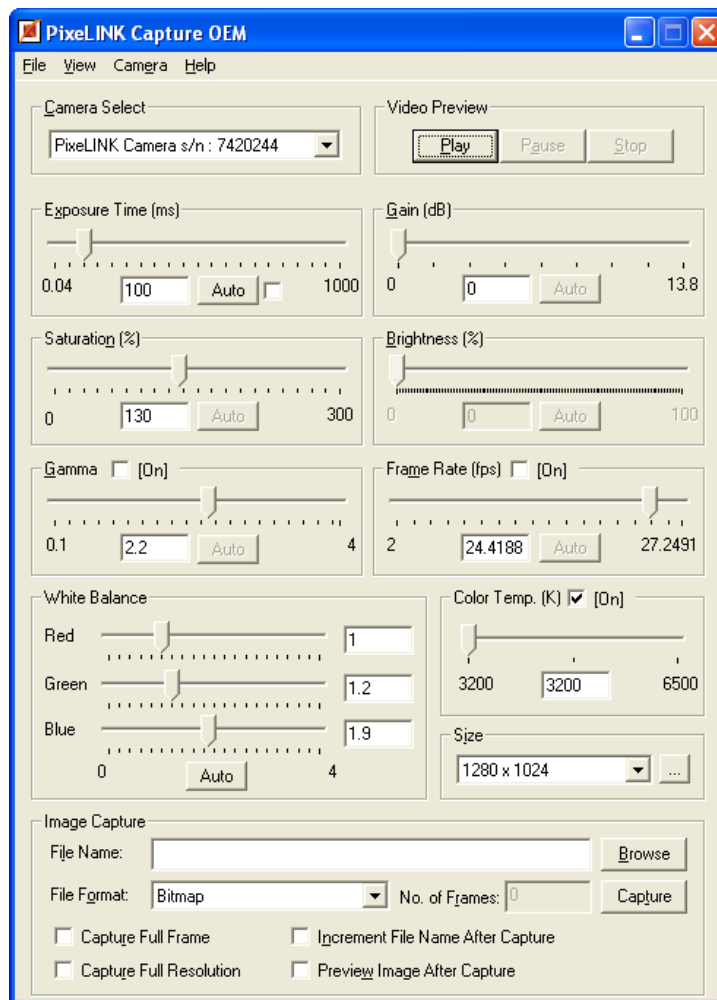 PixeLINK Capture OEM
File View Camera Help
Camera Select
PixeLINK Camera s/n : 7420244
Video Preview
Play Pause Stop
Exposure Time (ms)
0.04 100 Auto 1000
Gain (dB)
0 0 Auto 13.8
Saturation (%)
0 130 Auto 300
Brightness (%)
0 0 Auto 100
Gamma [On]
0.1 2.2 Auto 4
Frame Rate (fps) [On]
2 24.4188 Auto 27.2491
White Balance
Red 1
Green 1.2
Blue 1.9
0 Auto 4
Color Temp. (K) [On]
3200 3200 6500
Size
1280 x 1024 ...
Image Capture
File Name: Browse
File Format: Bitmap No. of Frames: 0 Capture
Capture Full Frame Increment File Name After Capture
Capture Full Resolution Preview Image After Capture